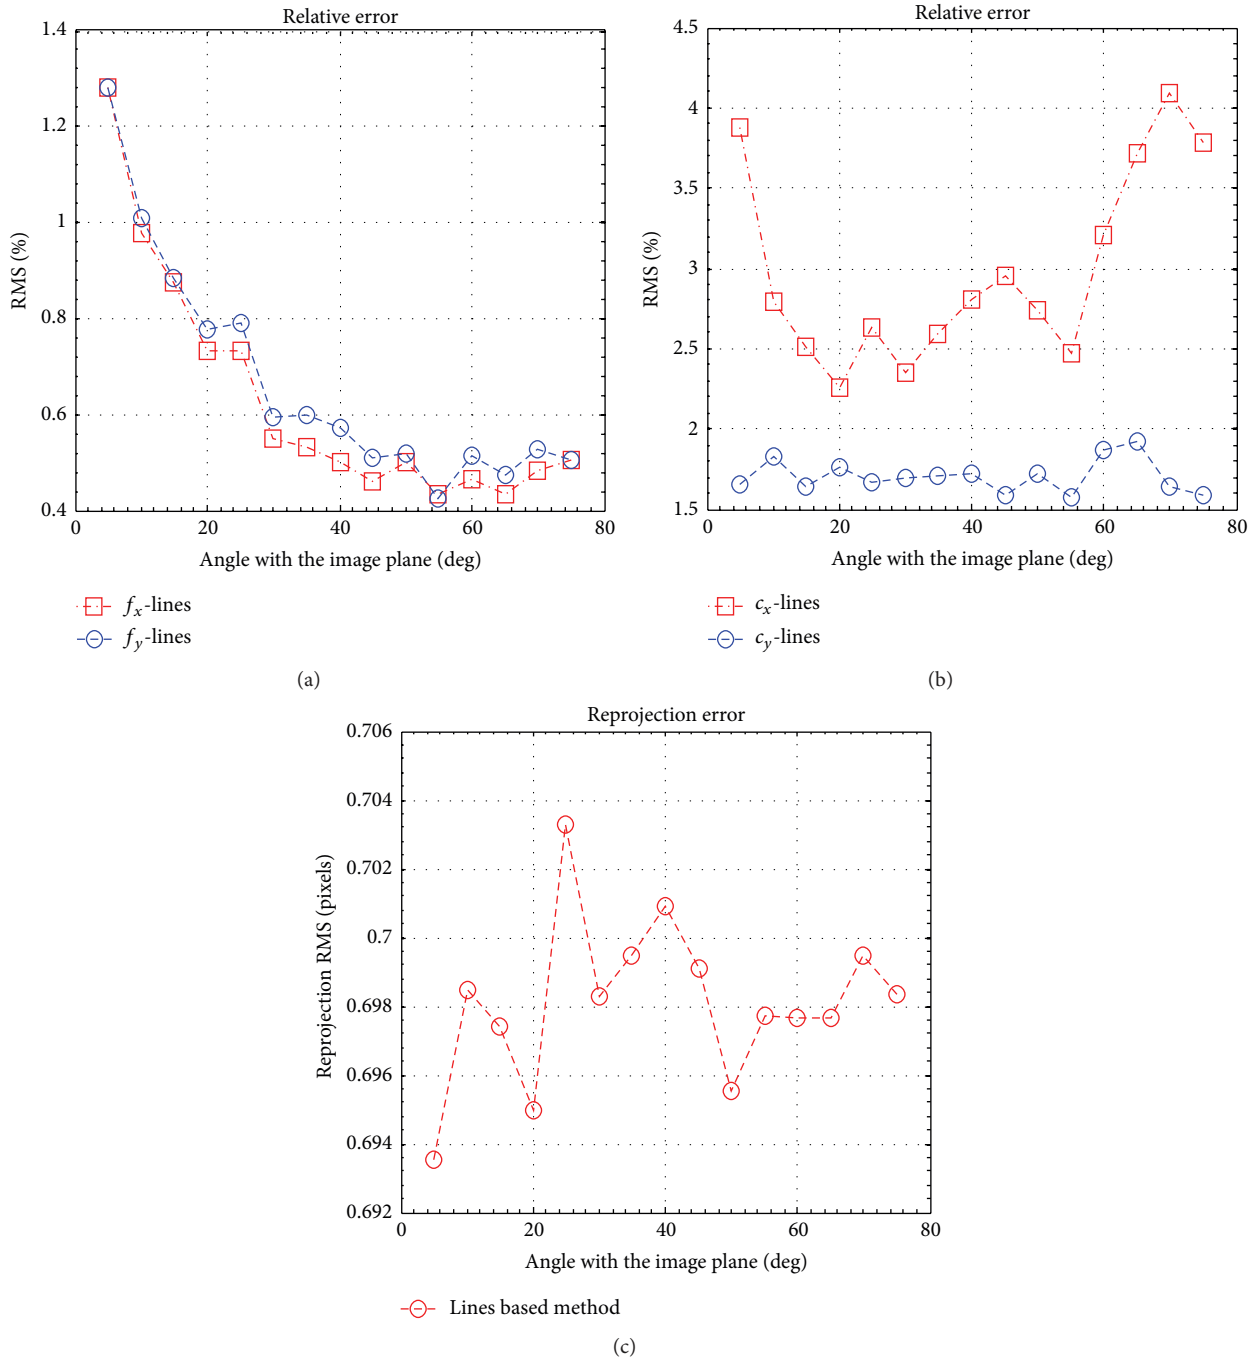 Relative error
1.4
1.2
1
0.8
0.6
0.4
RMS (%)
0 20 40 60 80
Angle with the image plane (deg)
f_x-lines
f_y-lines
(a)
Relative error
4.5
4
3.5
3
2.5
2
1.5
RMS (%)
0 20 40 60 80
Angle with the image plane (deg)
c_x-lines
c_y-lines
(b)
Reprojection error
0.706
0.704
0.702
0.7
0.698
0.696
0.694
0.692
Reprojection RMS (pixels)
0 20 40 60 80
Angle with the image plane (deg)
Lines based method
(c)